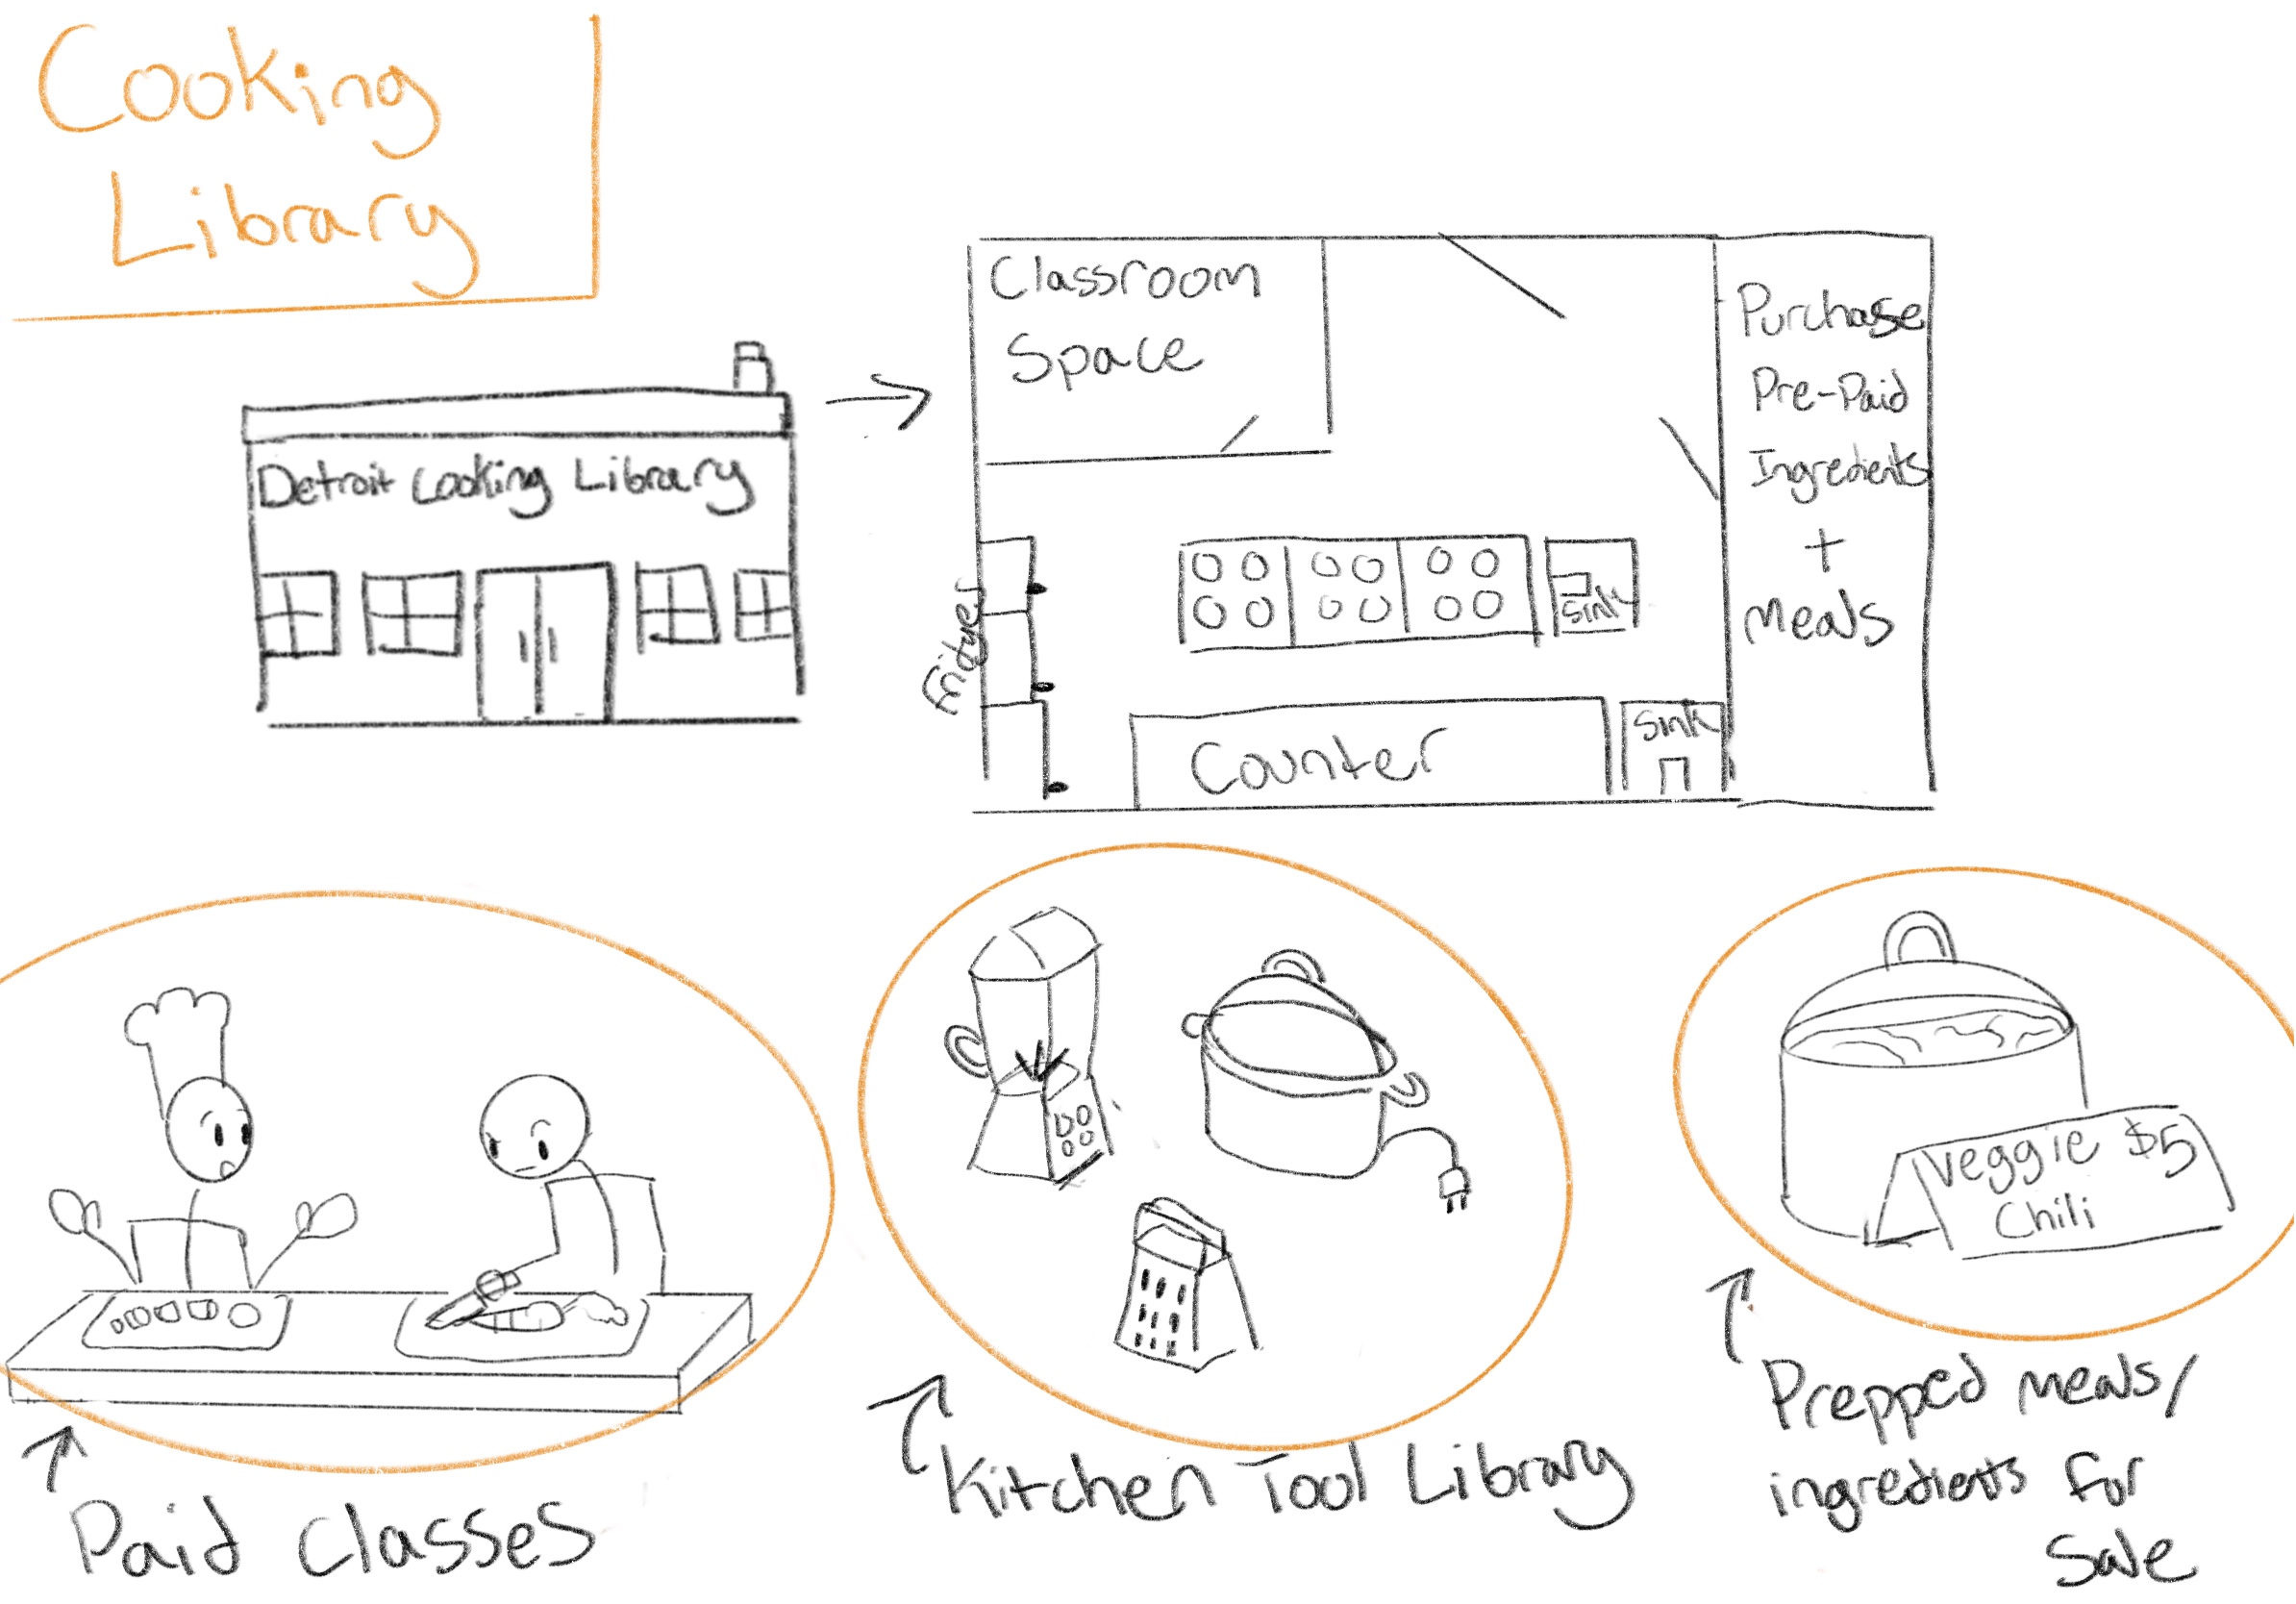 Cooking
Library
Detroit Cooking Library
Classroom
Space
Purchase
Pre-Paid
Ingredients
+
Meals
Fridges
Sink
Counter
Sink
Veggie $5
Chili
Paid Classes
Kitchen Tool Library
Prepped meals/
ingredients for
Sale